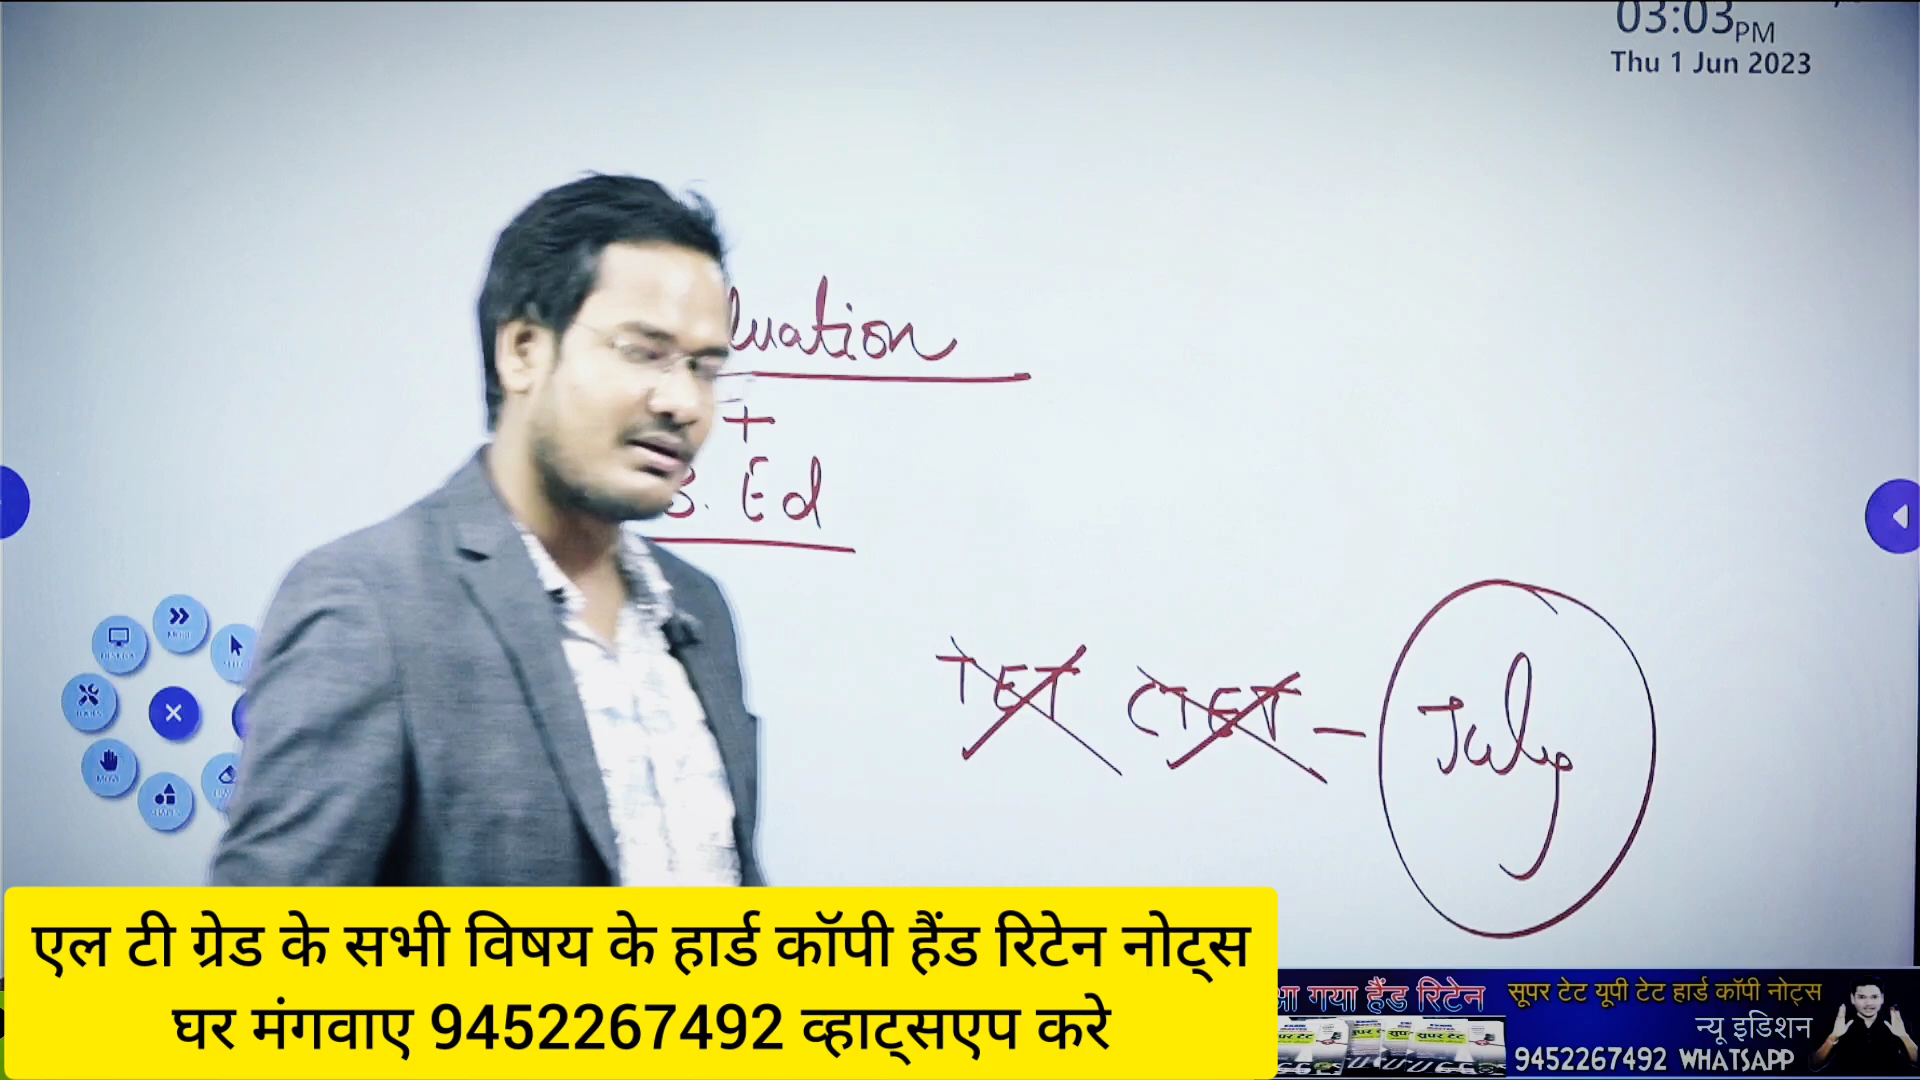 03:03PM
Thu 1 Jun 2023
luation
+
B. Ed
TET CTET - July
एल टी ग्रेड के सभी विषय के हार्ड कॉपी हैंड रिटेन नोट्स
घर मंगवाए 9452267492 व्हाट्सएप करे
आ गया हैंड रिटेन
सूपर टेट यूपी टेट हार्ड कॉपी नोट्स
न्यू इडिशन
9452267492 WHATSAPP